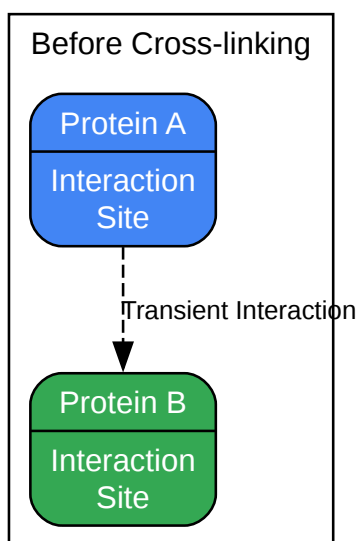 Before Cross-linking
Protein A
Interaction
Site
Transient Interaction
Protein B
Interaction
Site